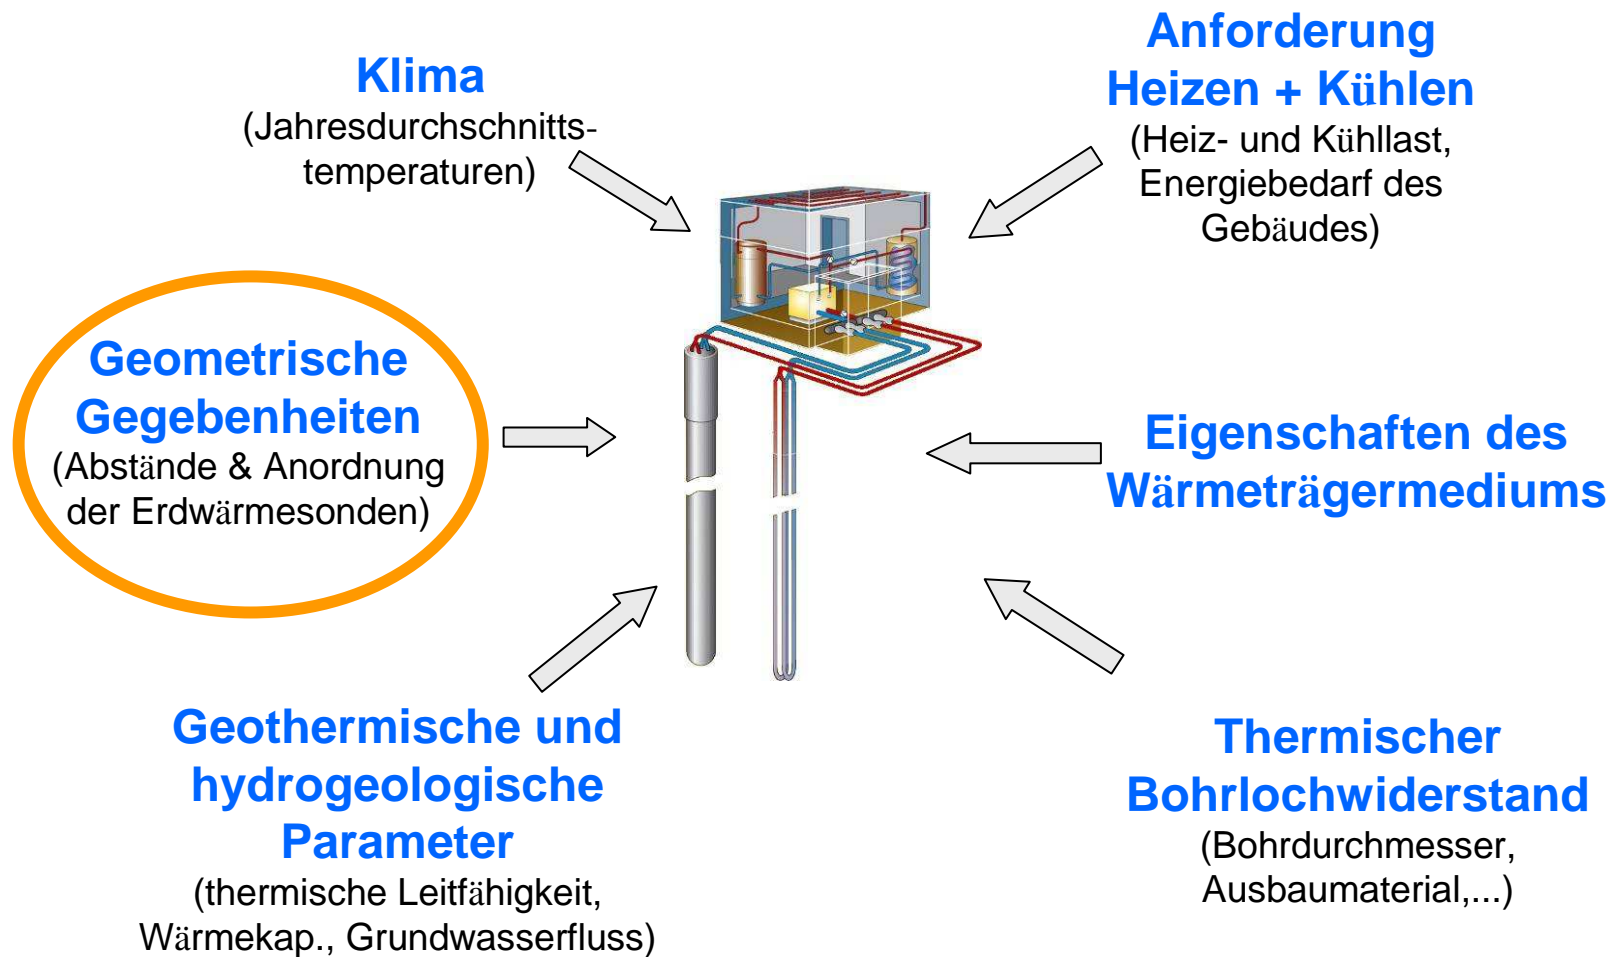 Klima
(Jahresdurchschnitts-
temperaturen)
Anforderung
Heizen + Kühlen
(Heiz- und Kühllast,
Energiebedarf des
Gebäudes)
Geometrische
Gegebenheiten
(Abstände & Anordnung
der Erdwärmesonden)
Eigenschaften des
Wärmeträgermediums
Geothermische und
hydrogeologische
Parameter
(thermische Leitfähigkeit,
Wärmekap., Grundwasserfluss)
Thermischer
Bohrlochwiderstand
(Bohrdurchmesser,
Ausbaumaterial,...)